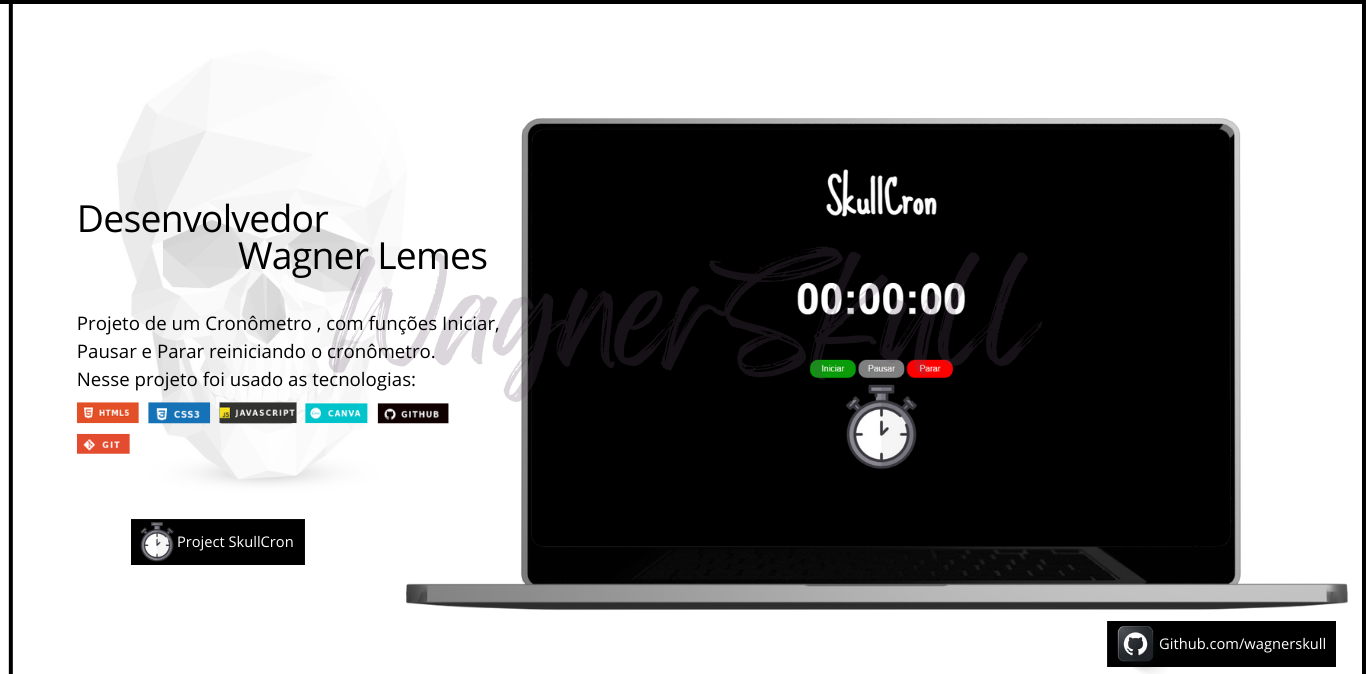 Desenvolvedor
Wagner Lemes
Projeto de um Cronômetro , com funções Iniciar,
Pausar e Parar reiniciando o cronômetro.
Nesse projeto foi usado as tecnologias:
HTML5 CSS3 JS JAVASCRIPT CANVA GITHUB
GIT
Project SkullCron
SkullCron
00:00:00
Iniciar Pausar Parar
WagnerSkull
Github.com/wagnerskull